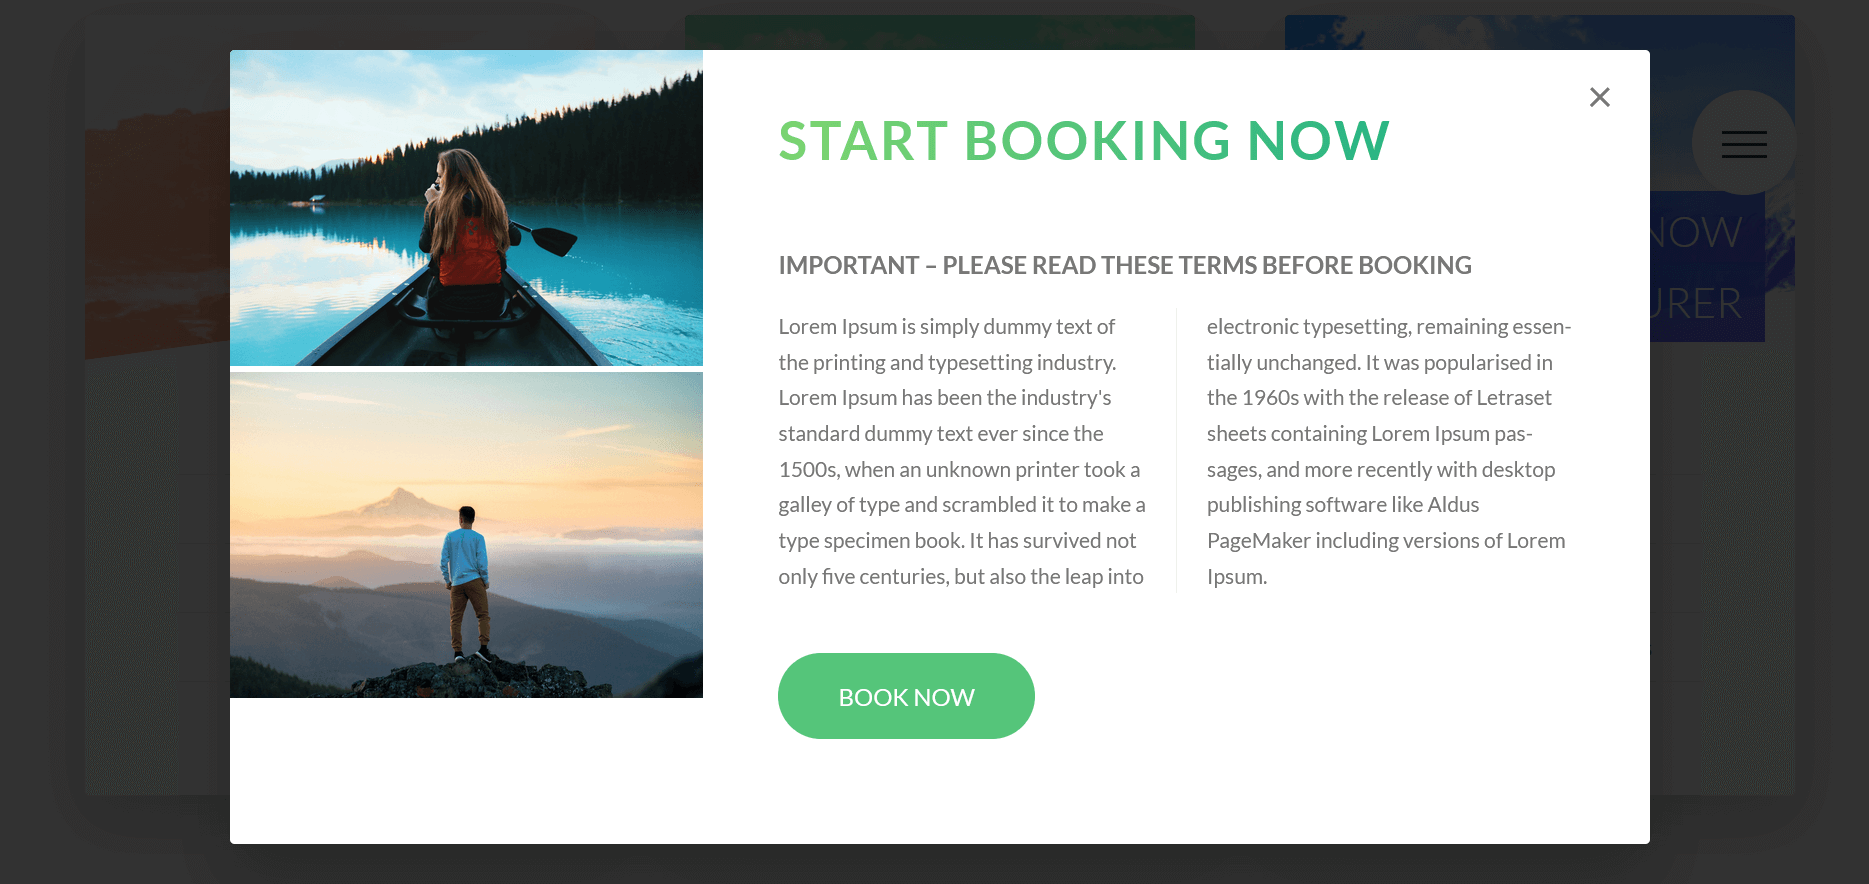 START BOOKING NOW
IMPORTANT – PLEASE READ THESE TERMS BEFORE BOOKING
Lorem Ipsum is simply dummy text of
the printing and typesetting industry.
Lorem Ipsum has been the industry's
standard dummy text ever since the
1500s, when an unknown printer took a
galley of type and scrambled it to make a
type specimen book. It has survived not
only five centuries, but also the leap into
electronic typesetting, remaining essen-
tially unchanged. It was popularised in
the 1960s with the release of Letraset
sheets containing Lorem Ipsum pas-
sages, and more recently with desktop
publishing software like Aldus
PageMaker including versions of Lorem
Ipsum.
BOOK NOW